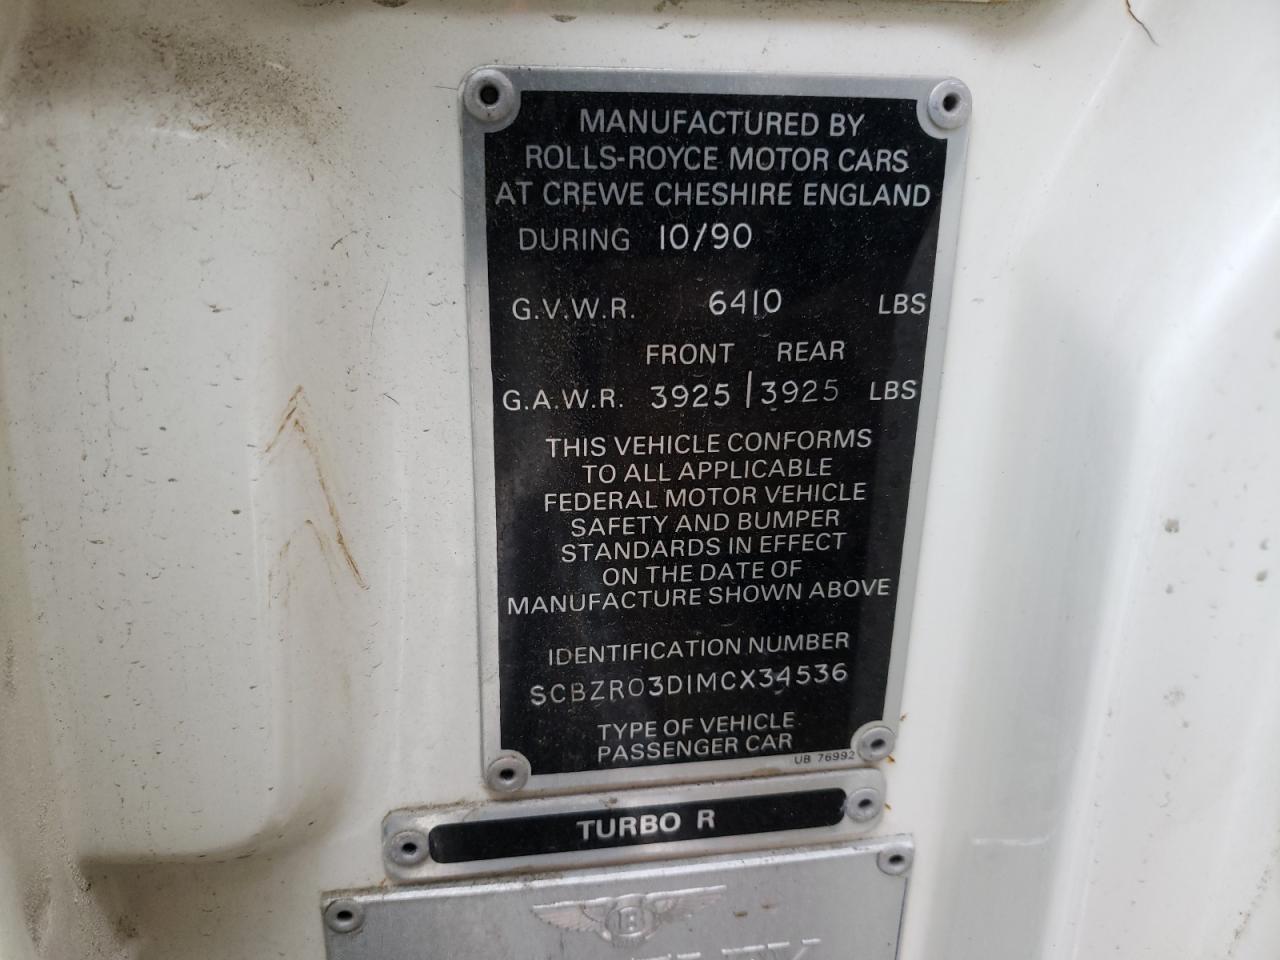 MANUFACTURED BY
ROLLS-ROYCE MOTOR CARS
AT CREWE CHESHIRE ENGLAND
DURING 10/90
G.V.W.R. 6410 LBS
FRONT REAR
G.A.W.R. 3925 / 3925 LBS
THIS VEHICLE CONFORMS
TO ALL APPLICABLE
FEDERAL MOTOR VEHICLE
SAFETY AND BUMPER
STANDARDS IN EFFECT
ON THE DATE OF
MANUFACTURE SHOWN ABOVE
IDENTIFICATION NUMBER
SCBZR03D1MCX34536
TYPE OF VEHICLE
PASSENGER CAR
UB 76992
TURBO R
B